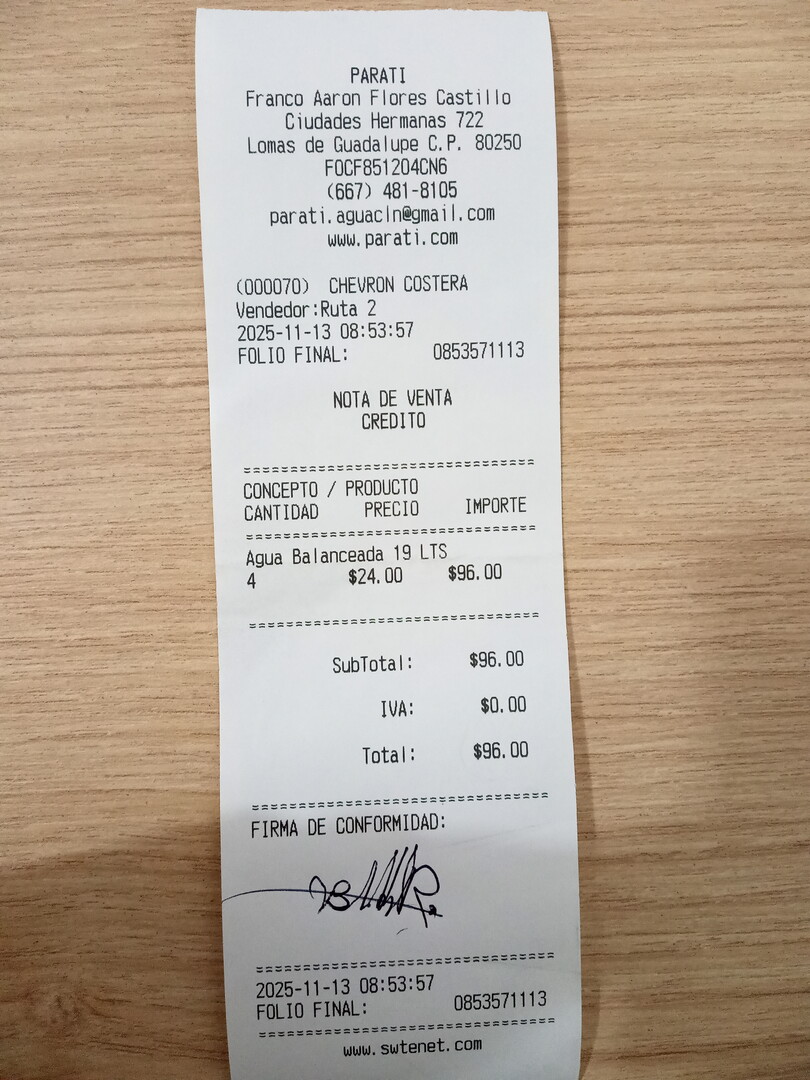 PARATI
Franco Aaron Flores Castillo
Ciudades Hermanas 722
Lomas de Guadalupe C.P. 80250
FOCF851204CN6
(667) 481-8105
parati.aguacln@gmail.com
www.parati.com
(000070) CHEVRON COSTERA
Vendedor:Ruta 2
2025-11-13 08:53:57
FOLIO FINAL: 0853571113
NOTA DE VENTA
CREDITO
CONCEPTO / PRODUCTO
CANTIDAD PRECIO IMPORTE
Agua Balanceada 19 LTS
4 $24.00 $96.00
SubTotal: $96.00
IVA: $0.00
Total: $96.00
FIRMA DE CONFORMIDAD:
2025-11-13 08:53:57
FOLIO FINAL: 0853571113
www.swtenet.com